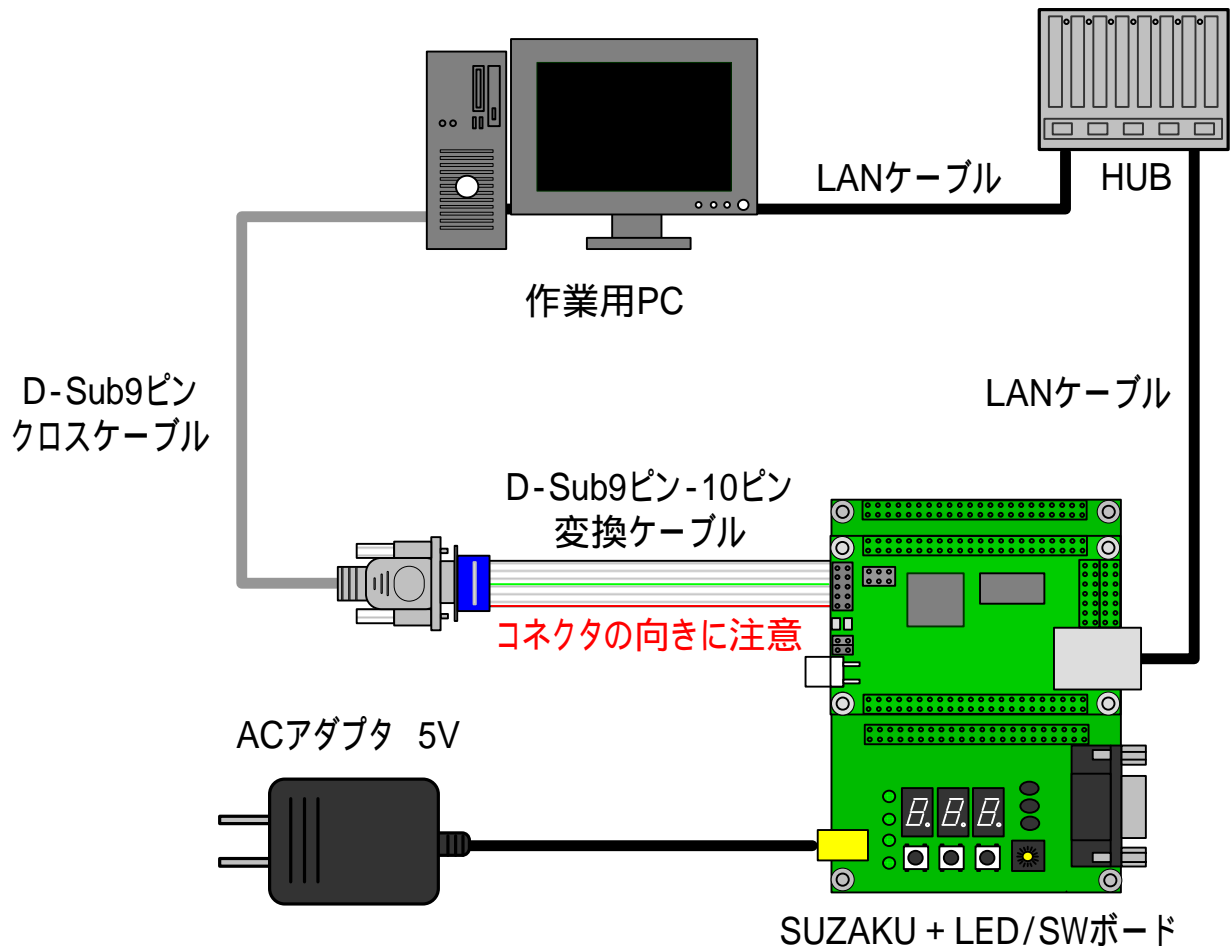 LANケーブル
HUB
作業用PC
D-Sub9ピン
クロスケーブル
LANケーブル
D-Sub9ピン-10ピン
変換ケーブル
コネクタの向きに注意
ACアダプタ 5V
8.8.8.
SUZAKU + LED/SWボード